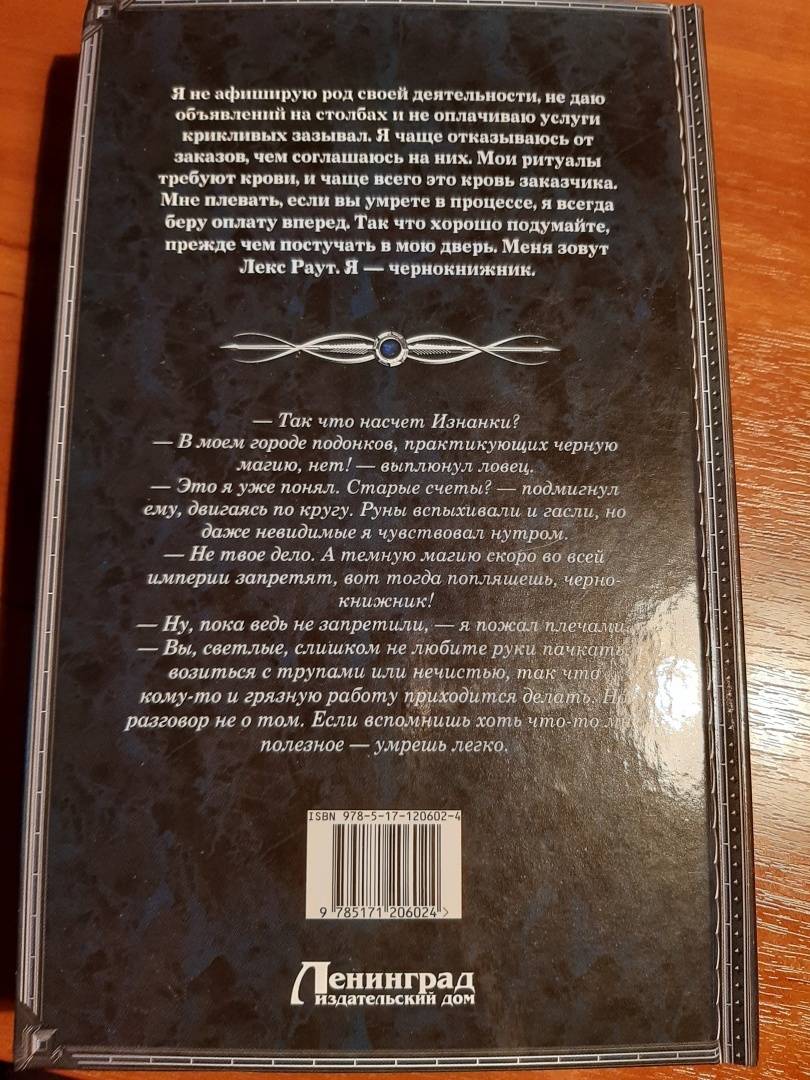 Я не афиширую род своей деятельности, не даю
объявлений на столбах и не оплачиваю услуги
крикливых зазывал. Я чаще отказываюсь от
заказов, чем соглашаюсь на них. Мои ритуалы
требуют крови, и чаще всего это кровь заказчика.
Мне плевать, если вы умрете в процессе, я всегда
беру оплату вперед. Так что хорошо подумайте,
прежде чем постучать в мою дверь. Меня зовут
Лекс Раут. Я — чернокнижник.
— Так что насчет Изнанки?
— В моем городе подонков, практикующих черную
магию, нет! — выплюнул ловец.
— Это я уже понял. Старые счеты? — подмигнул
ему, двигаясь по кругу. Руны вспыхивали и гасли, но
даже невидимые я чувствовал нутром.
— Не твое дело. А темную магию скоро во всей
империи запретят, вот тогда попляшешь, черно-
книжник!
— Ну, пока ведь не запретили, — я пожал плечами.
— Вы, светлые, слишком не любите руки пачкать,
возиться с трупами или нечистью, так что
кому-то и грязную работу приходится делать. Но
разговор не о том. Если вспомнишь хоть что-то
полезное — умрешь легко.
ISBN 978-5-17-120602-4
9 785171 206024 >
Ленинград
издательский дом